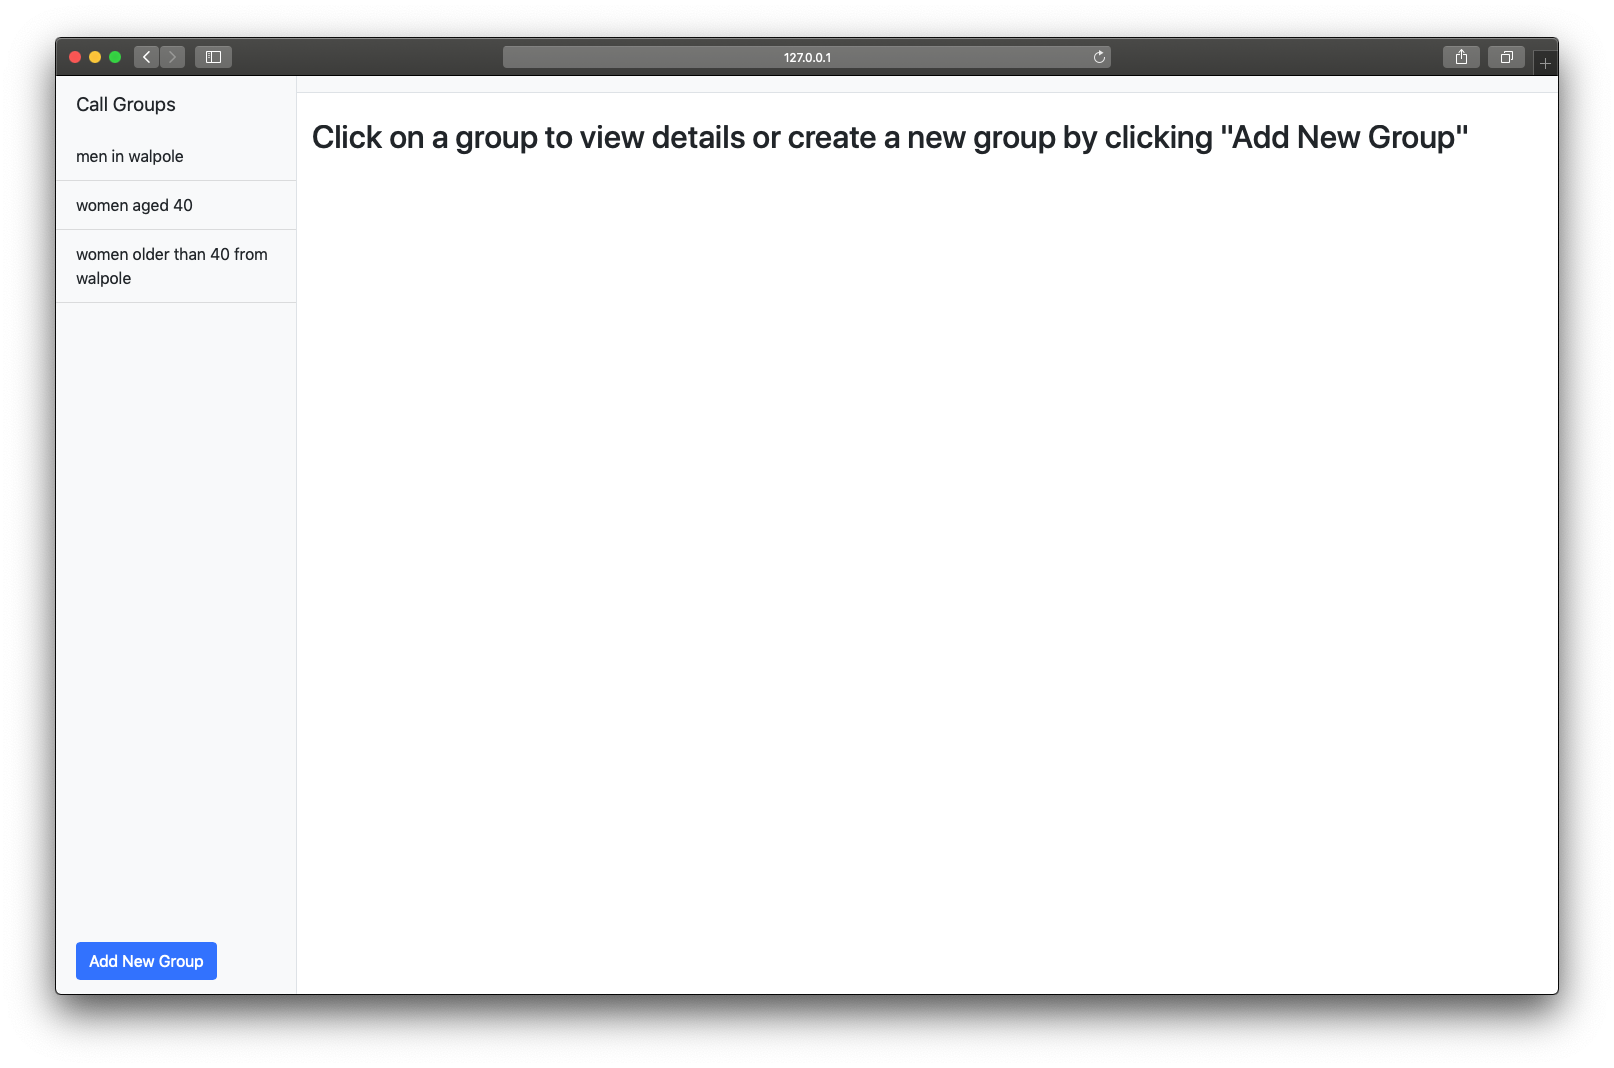 127.0.0.1
Call Groups
men in walpole
women aged 40
women older than 40 from
walpole
Add New Group
Click on a group to view details or create a new group by clicking "Add New Group"